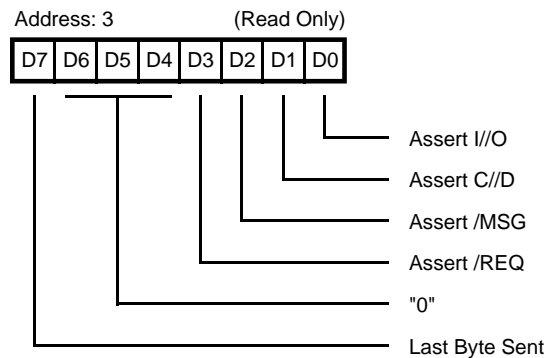 Address: 3 (Read Only)
D7 D6 D5 D4 D3 D2 D1 D0
Assert I//O
Assert C//D
Assert /MSG
Assert /REQ
"0"
Last Byte Sent